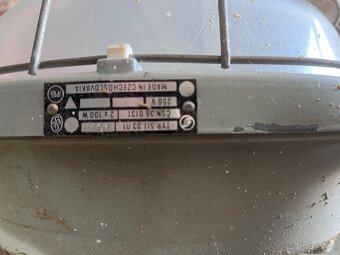 TYP 511 33 01
ČSN 36 0131 2 x 100 W
250 V
MADE IN CZECHOSLOVAKIA